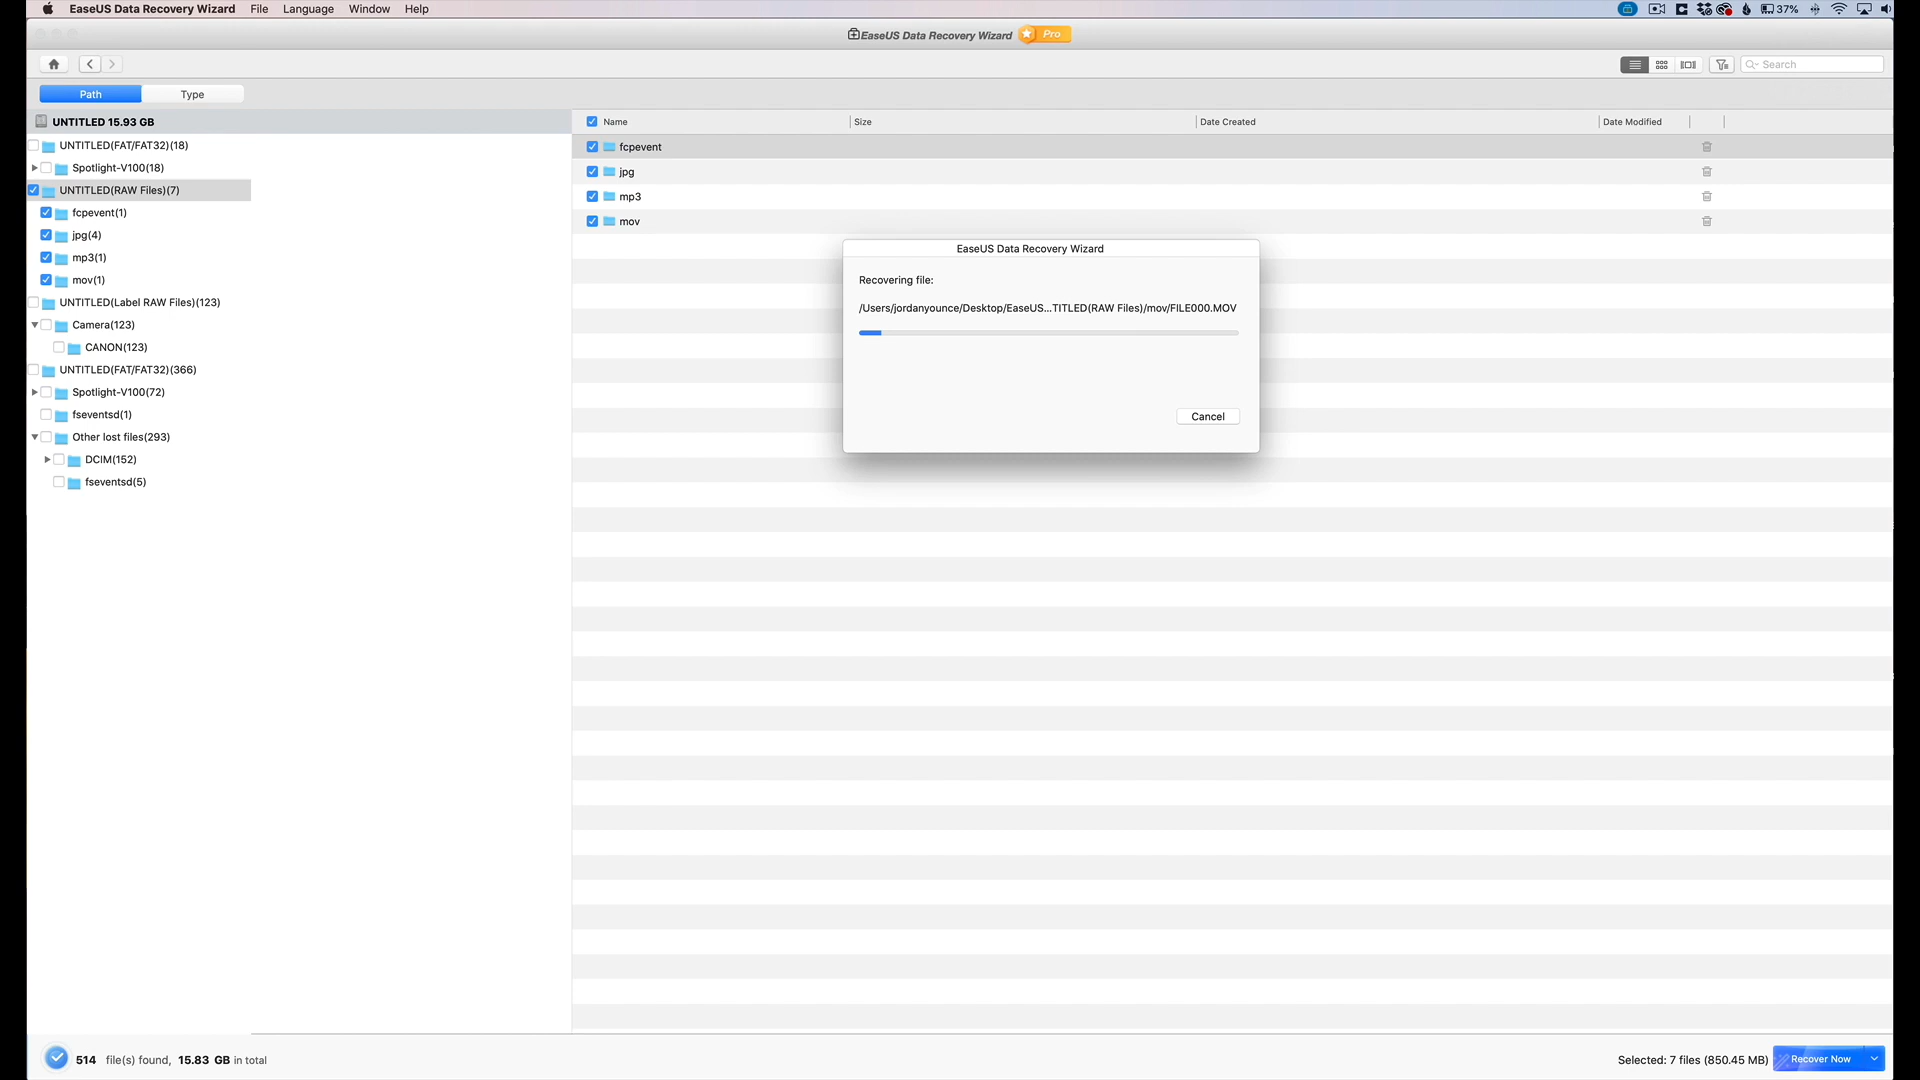 EaseUS Data Recovery Wizard File Language Window Help 37%
EaseUS Data Recovery Wizard Pro
Search
Path Type
UNTITLED 15.93 GB
Name Size Date Created Date Modified
UNTITLED(FAT/FAT32)(18)
Spotlight-V100(18)
UNTITLED(RAW Files)(7)
fcpevent(1)
jpg(4)
mp3(1)
mov(1)
UNTITLED(Label RAW Files)(123)
Camera(123)
CANON(123)
UNTITLED(FAT/FAT32)(366)
Spotlight-V100(72)
fseventsd(1)
Other lost files(293)
DCIM(152)
fseventsd(5)
fcpevent
jpg
mp3
mov
EaseUS Data Recovery Wizard
Recovering file:
/Users/jordanyounce/Desktop/EaseUS...TITLED(RAW Files)/mov/FILE000.MOV
Cancel
514 file(s) found, 15.83 GB in total
Selected: 7 files (850.45 MB) Recover Now